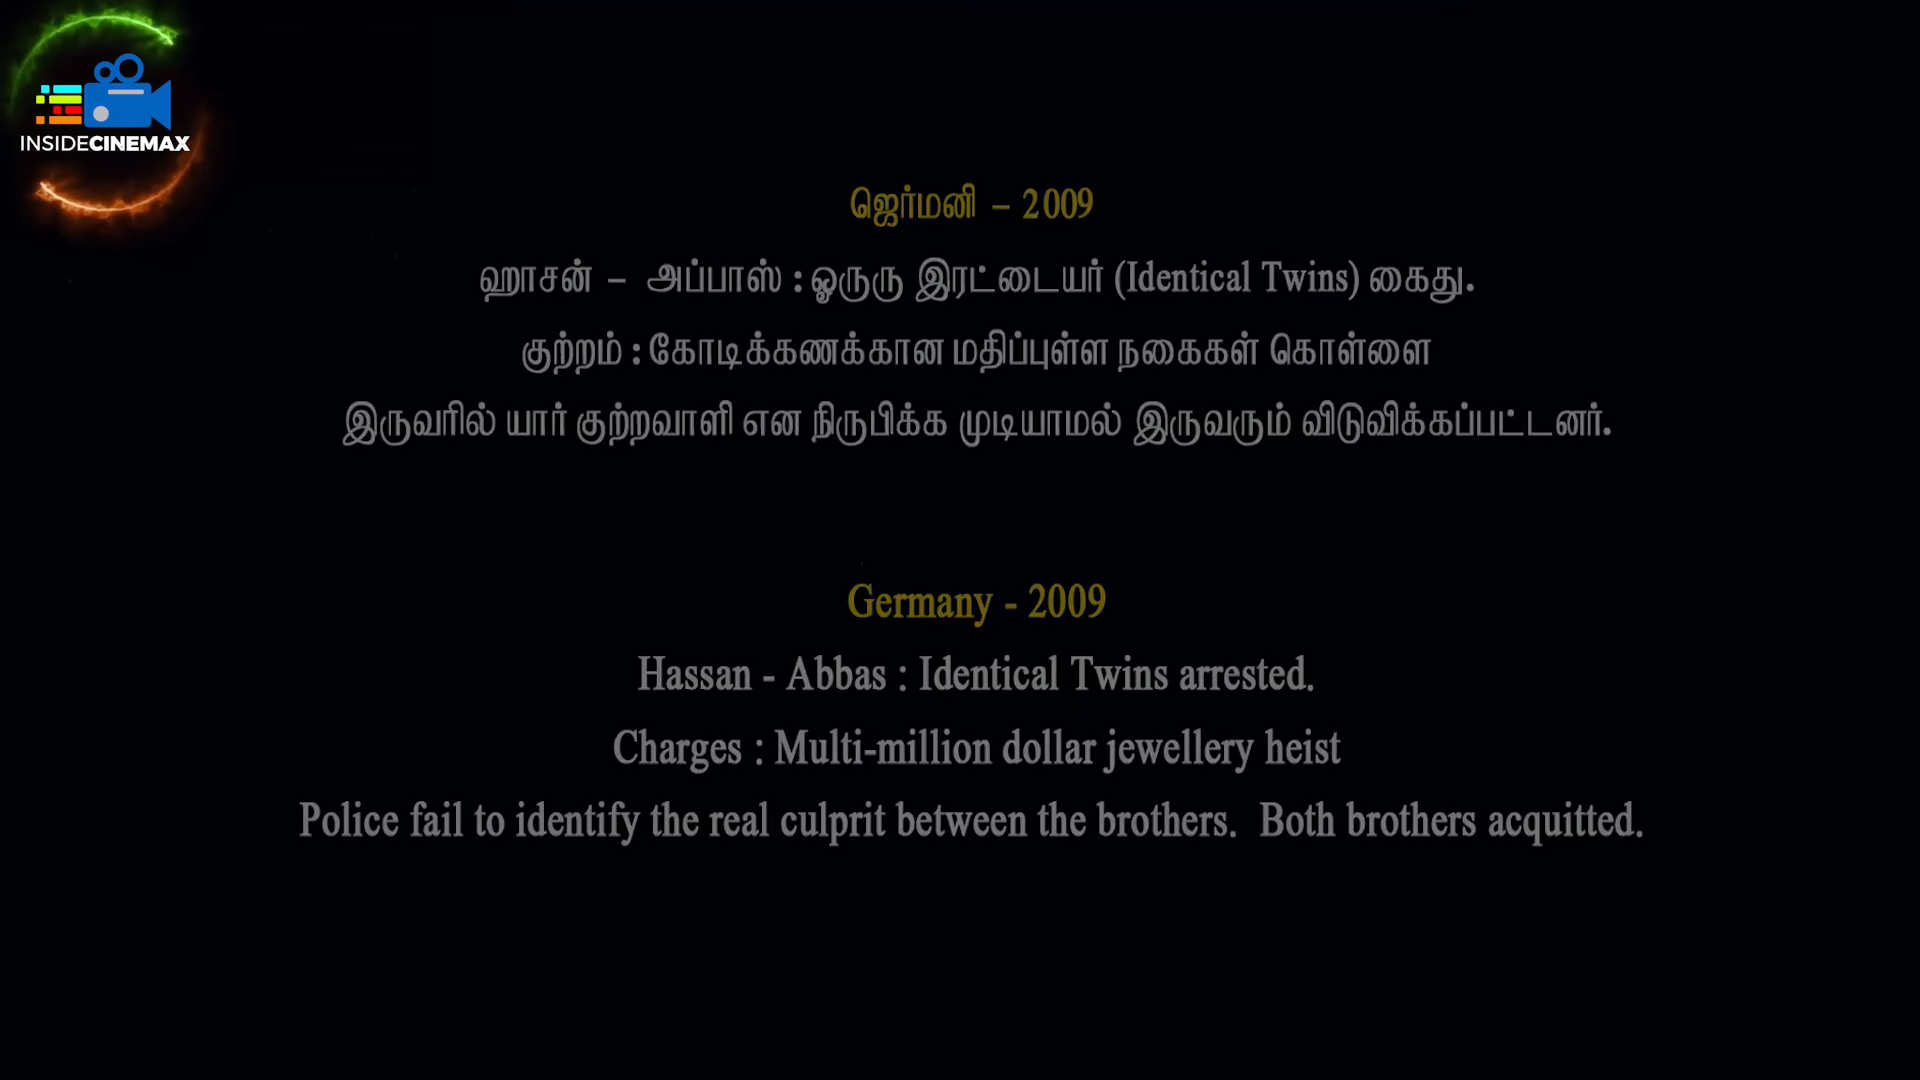 INSIDECINEMAX
ஜெர்மனி – 2009
ஹாசன் – அப்பாஸ் : ஓருரு இரட்டையர் (Identical Twins) கைது.
குற்றம் : கோடிக்கணக்கான மதிப்புள்ள நகைகள் கொள்ளை
இருவரில் யார் குற்றவாளி என நிருபிக்க முடியாமல் இருவரும் விடுவிக்கப்பட்டனர்.
Germany - 2009
Hassan - Abbas : Identical Twins arrested.
Charges : Multi-million dollar jewellery heist
Police fail to identify the real culprit between the brothers. Both brothers acquitted.